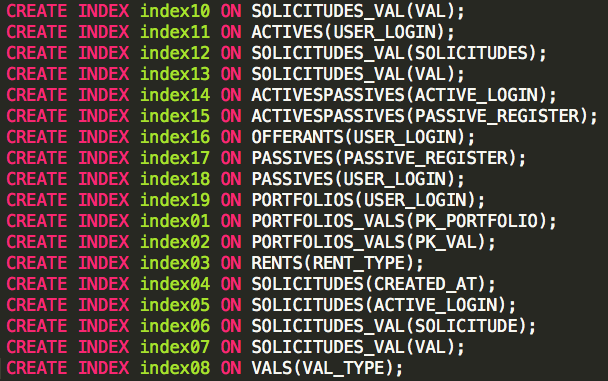 CREATE INDEX index10 ON SOLICITUDES_VAL(VAL);
CREATE INDEX index11 ON ACTIVES(USER_LOGIN);
CREATE INDEX index12 ON SOLICITUDES_VAL(SOLICITUDES);
CREATE INDEX index13 ON SOLICITUDES_VAL(VAL);
CREATE INDEX index14 ON ACTIVESPASSIVES(ACTIVE_LOGIN);
CREATE INDEX index15 ON ACTIVESPASSIVES(PASSIVE_REGISTER);
CREATE INDEX index16 ON OFFERANTS(USER_LOGIN);
CREATE INDEX index17 ON PASSIVES(PASSIVE_REGISTER);
CREATE INDEX index18 ON PASSIVES(USER_LOGIN);
CREATE INDEX index19 ON PORTFOLIOS(USER_LOGIN);
CREATE INDEX index01 ON PORTFOLIOS_VALS(PK_PORTFOLIO);
CREATE INDEX index02 ON PORTFOLIOS_VALS(PK_VAL);
CREATE INDEX index03 ON RENTS(RENT_TYPE);
CREATE INDEX index04 ON SOLICITUDES(CREATED_AT);
CREATE INDEX index05 ON SOLICITUDES(ACTIVE_LOGIN);
CREATE INDEX index06 ON SOLICITUDES_VAL(SOLICITUDE);
CREATE INDEX index07 ON SOLICITUDES_VAL(VAL);
CREATE INDEX index08 ON VALS(VAL_TYPE);